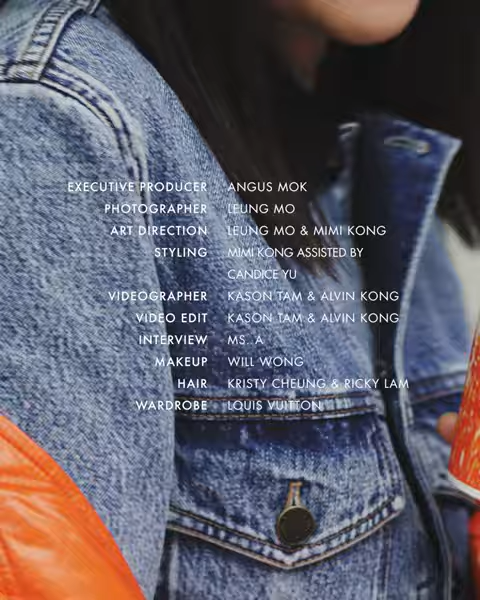 EXECUTIVE PRODUCER ANGUS MOK
PHOTOGRAPHER LEUNG MO
ART DIRECTION LEUNG MO & MIMI KONG
STYLING MIMI KONG ASSISTED BY
CANDICE YU
VIDEOGRAPHER KASON TAM & ALVIN KONG
VIDEO EDIT KASON TAM & ALVIN KONG
INTERVIEW MS. A
MAKEUP WILL WONG
HAIR KRISTY CHEUNG & RICKY LAM
WARDROBE LOUIS VUITTON